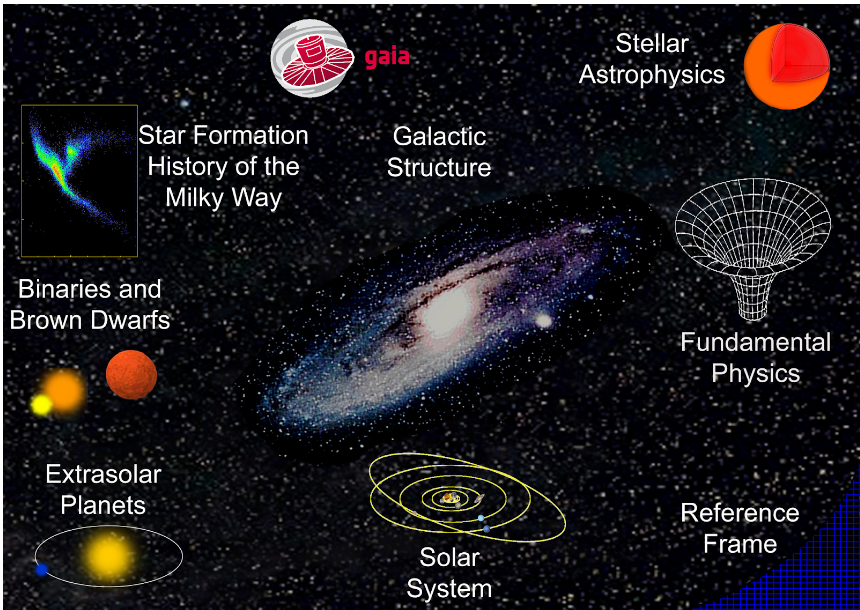 gaia
Stellar
Astrophysics
Star Formation
History of the
Milky Way
Galactic
Structure
Binaries and
Brown Dwarfs
Fundamental
Physics
Extrasolar
Planets
Solar
System
Reference
Frame